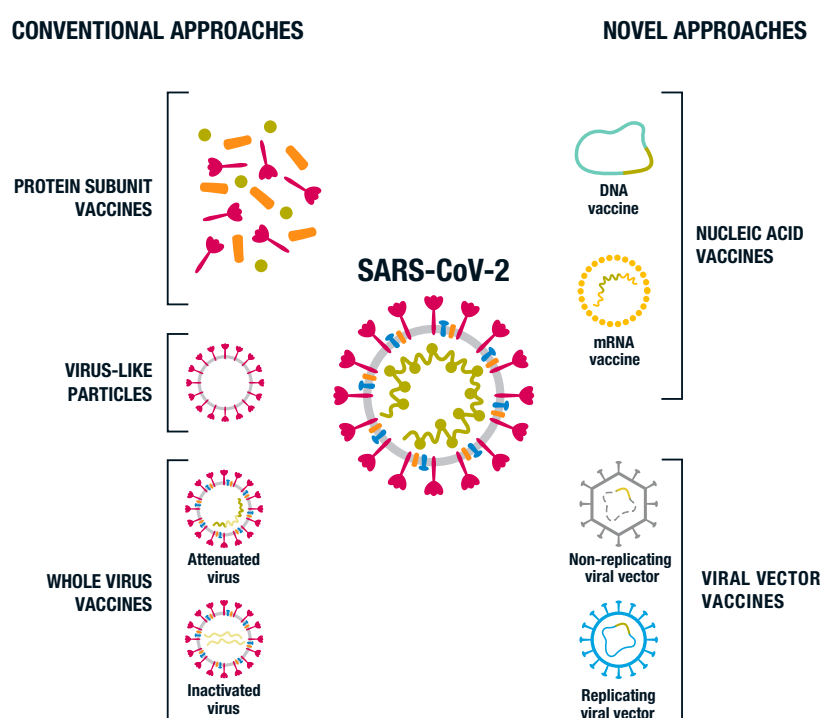 CONVENTIONAL APPROACHES
NOVEL APPROACHES
PROTEIN SUBUNIT
VACCINES
DNA
vaccine
NUCLEIC ACID
VACCINES
SARS-CoV-2
mRNA
vaccine
VIRUS-LIKE
PARTICLES
WHOLE VIRUS
VACCINES
Attenuated
virus
Inactivated
virus
Non-replicating
viral vector
VIRAL VECTOR
VACCINES
Replicating
viral vector